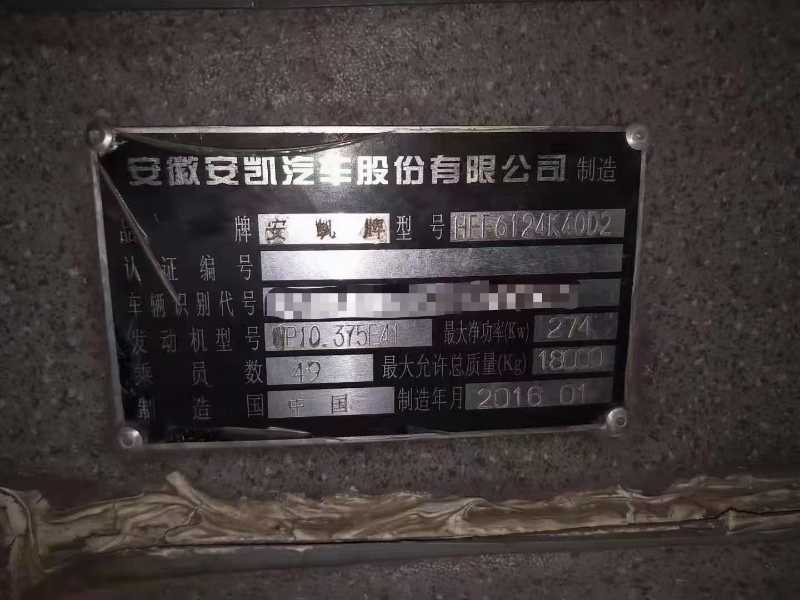 安徽安凯汽车股份有限公司 制造
品牌 安凯牌 型号 HFF6124K40D2
认证编号
车辆识别代号
发动机型号 WP10.375E41 最大净功率(Kw) 274
乘员数 49 最大允许总质量(Kg) 18000
制造国 中国 制造年月 2016 01